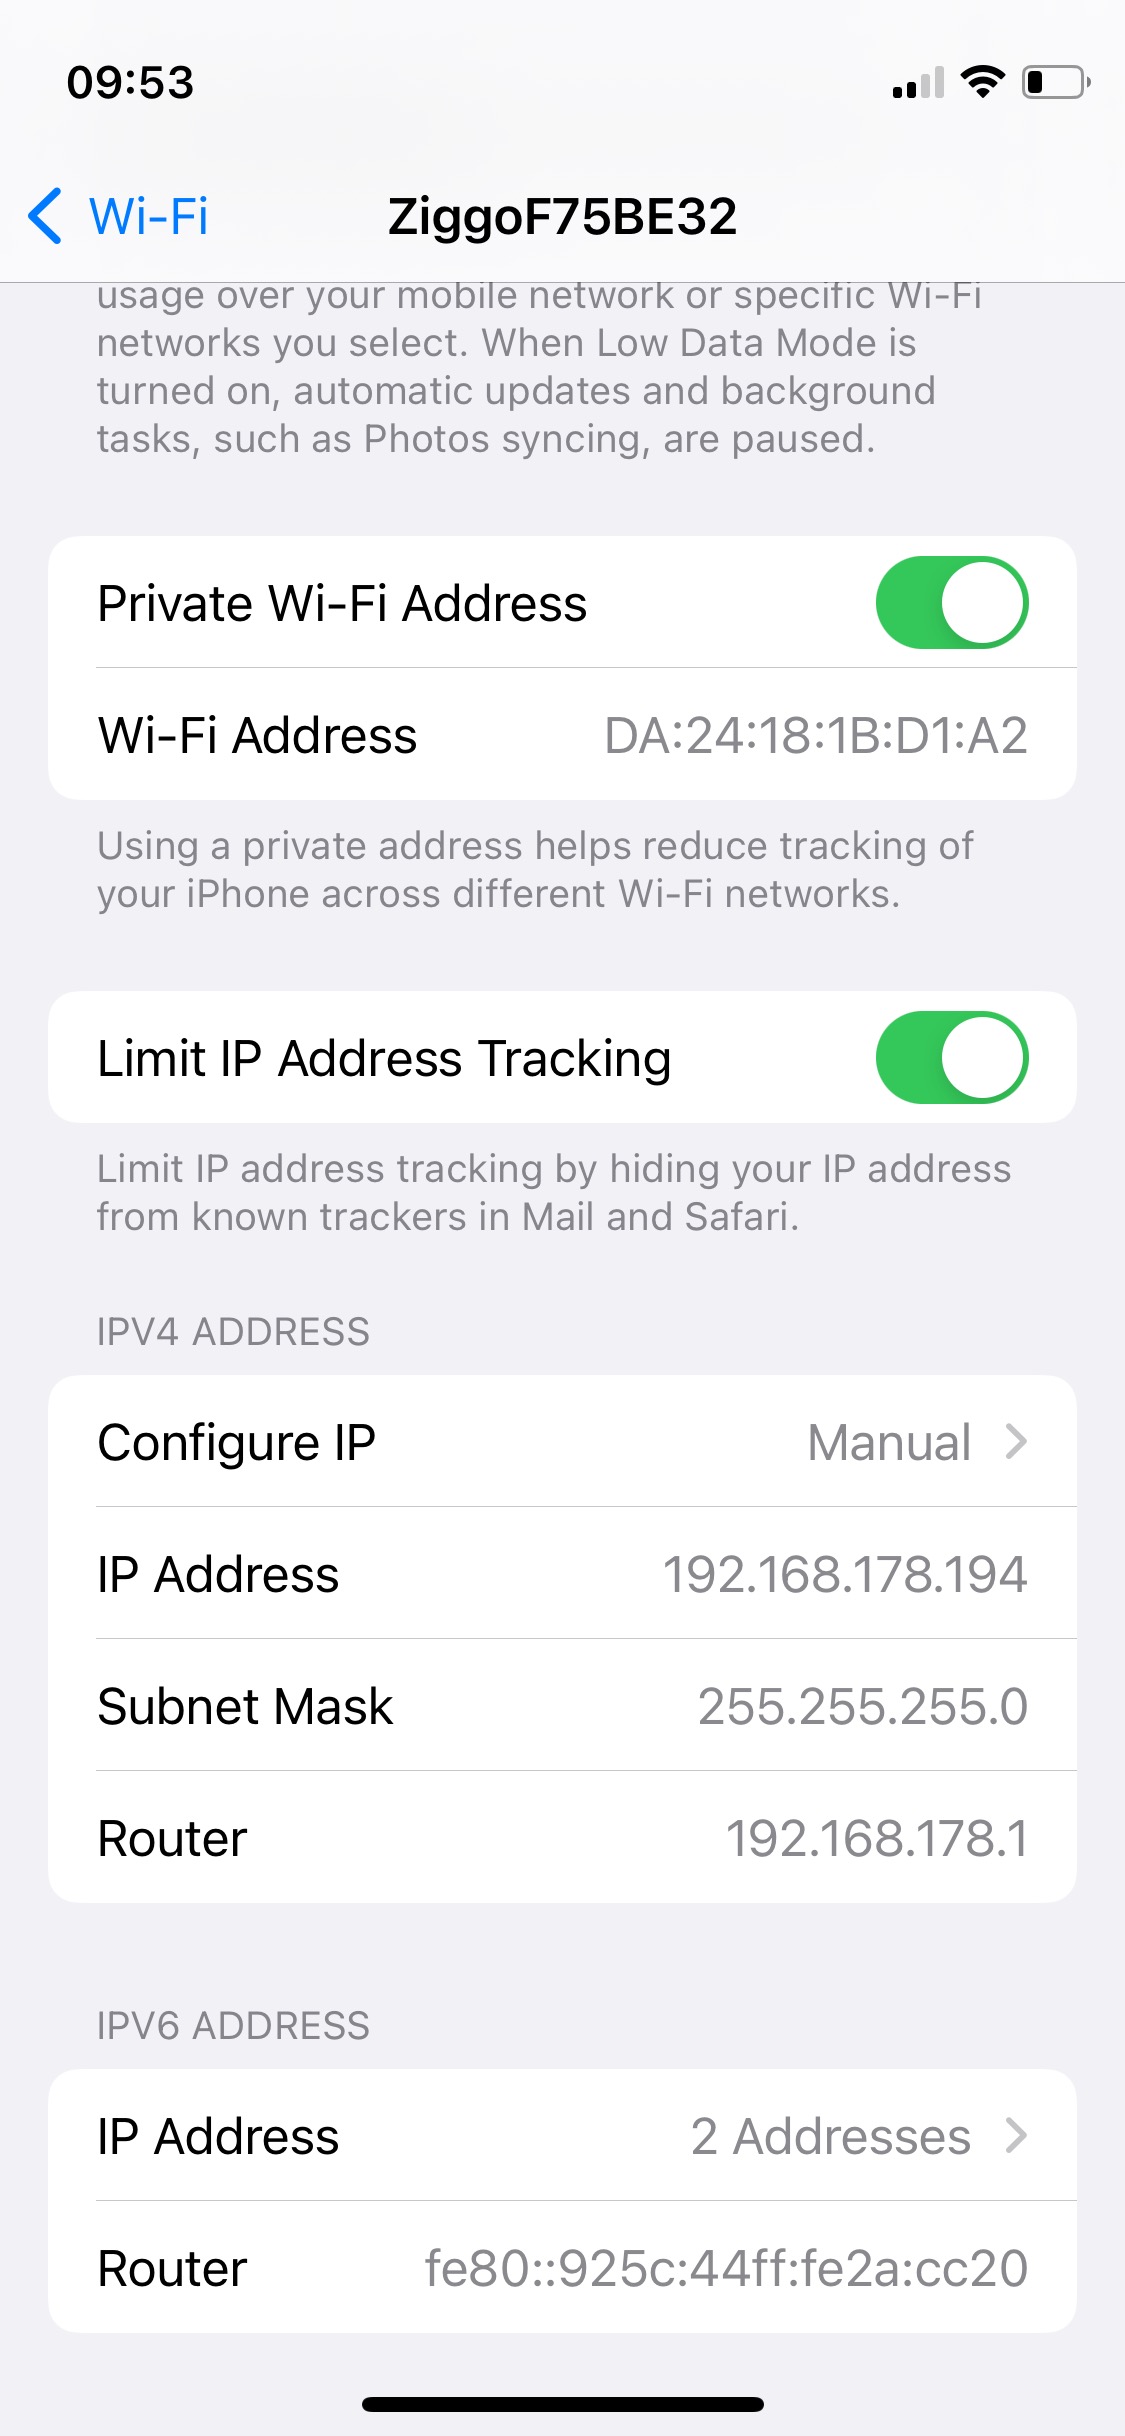 09:53
Wi-Fi
ZiggoF75BE32
usage over your mobile network or specific Wi-Fi
networks you select. When Low Data Mode is
turned on, automatic updates and background
tasks, such as Photos syncing, are paused.
Private Wi-Fi Address
Wi-Fi Address DA:24:18:1B:D1:A2
Using a private address helps reduce tracking of
your iPhone across different Wi-Fi networks.
Limit IP Address Tracking
Limit IP address tracking by hiding your IP address
from known trackers in Mail and Safari.
IPV4 ADDRESS
Configure IP Manual
IP Address 192.168.178.194
Subnet Mask 255.255.255.0
Router 192.168.178.1
IPV6 ADDRESS
IP Address 2 Addresses
Router fe80::925c:44ff:fe2a:cc20